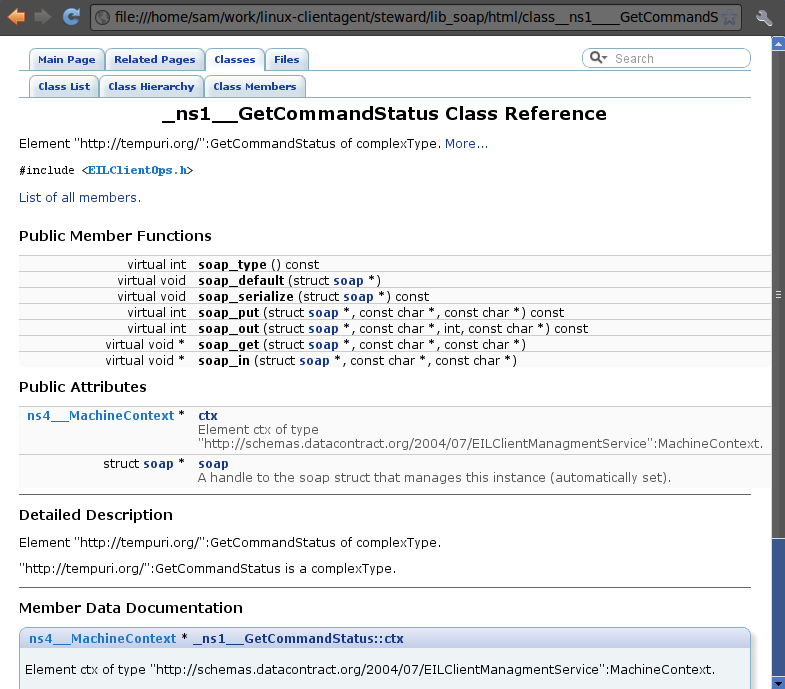 file:///home/sam/work/linux-clientagent/steward/lib_soap/html/class__ns1____GetCommandS
Main Page Related Pages Classes Files
Search
Class List Class Hierarchy Class Members
_ns1__GetCommandStatus Class Reference
Element "http://tempuri.org/":GetCommandStatus of complexType. More...
#include <EILClientOps.h>
List of all members.
Public Member Functions
virtual int soap_type () const
virtual void soap_default (struct soap *)
virtual void soap_serialize (struct soap *) const
virtual int soap_put (struct soap *, const char *, const char *) const
virtual int soap_out (struct soap *, const char *, int, const char *) const
virtual void * soap_get (struct soap *, const char *, const char *)
virtual void * soap_in (struct soap *, const char *, const char *)
Public Attributes
ns4__MachineContext * ctx
Element ctx of type
"http://schemas.datacontract.org/2004/07/EILClientManagmentService":MachineContext.
struct soap * soap
A handle to the soap struct that manages this instance (automatically set).
Detailed Description
Element "http://tempuri.org/":GetCommandStatus of complexType.
"http://tempuri.org/":GetCommandStatus is a complexType.
Member Data Documentation
ns4__MachineContext * _ns1__GetCommandStatus::ctx
Element ctx of type "http://schemas.datacontract.org/2004/07/EILClientManagmentService":MachineContext.